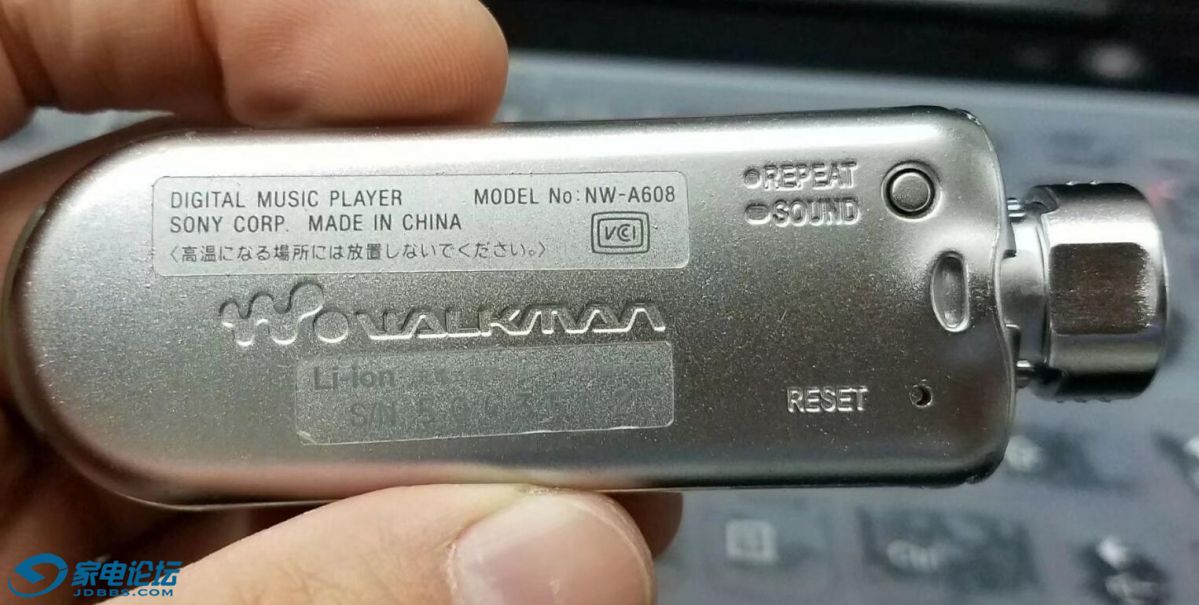 DIGITAL MUSIC PLAYER MODEL No:NW-A608
SONY CORP. MADE IN CHINA
〈高温になる場所には放置しないでください。〉
VCCI
REPEAT
SOUND
WALKMAN
Li-ion
S/N
RESET
家电论坛
JDBBS.COM